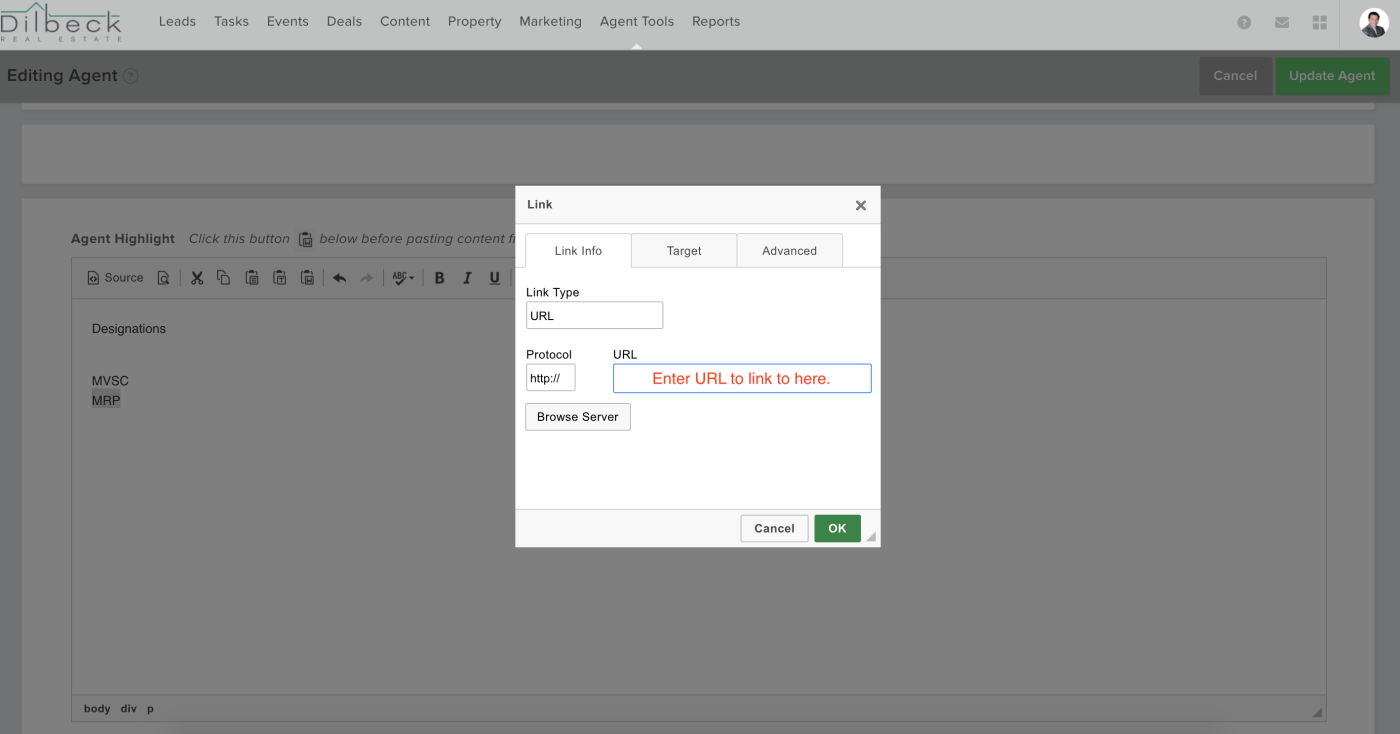 Dilbeck
REAL ESTATE
Leads Tasks Events Deals Content Property Marketing Agent Tools Reports
?
Editing Agent ?
Cancel Update Agent
Link
Agent Highlight Click this button below before pasting content
Link Info Target Advanced
Source ABC B I U
Link Type
URL
Designations
Protocol URL
http:// Enter URL to link to here.
MVSC
MRP
Browse Server
Cancel OK
body div p